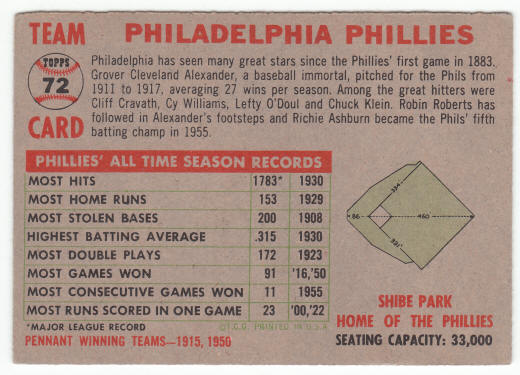 TEAM
PHILADELPHIA PHILLIES
TOPPS
72
CARD
Philadelphia has seen many great stars since the Phillies' first game in 1883.
Grover Cleveland Alexander, a baseball immortal, pitched for the Phils from
1911 to 1917, averaging 27 wins per season. Among the great hitters were
Cliff Cravath, Cy Williams, Lefty O'Doul and Chuck Klein. Robin Roberts has
followed in Alexander's footsteps and Richie Ashburn became the Phils' fifth
batting champ in 1955.
PHILLIES' ALL TIME SEASON RECORDS
MOST HITS 1783* 1930
MOST HOME RUNS 153 1929
MOST STOLEN BASES 200 1908
HIGHEST BATTING AVERAGE .315 1930
MOST DOUBLE PLAYS 172 1923
MOST GAMES WON 91 '16,'50
MOST CONSECUTIVE GAMES WON 11 1955
MOST RUNS SCORED IN ONE GAME 23 '00,'22
*MAJOR LEAGUE RECORD
©T.C.G. PRINTED IN U.S.A.
PENNANT WINNING TEAMS—1915, 1950
334
86
460
331
SHIBE PARK
HOME OF THE PHILLIES
SEATING CAPACITY: 33,000